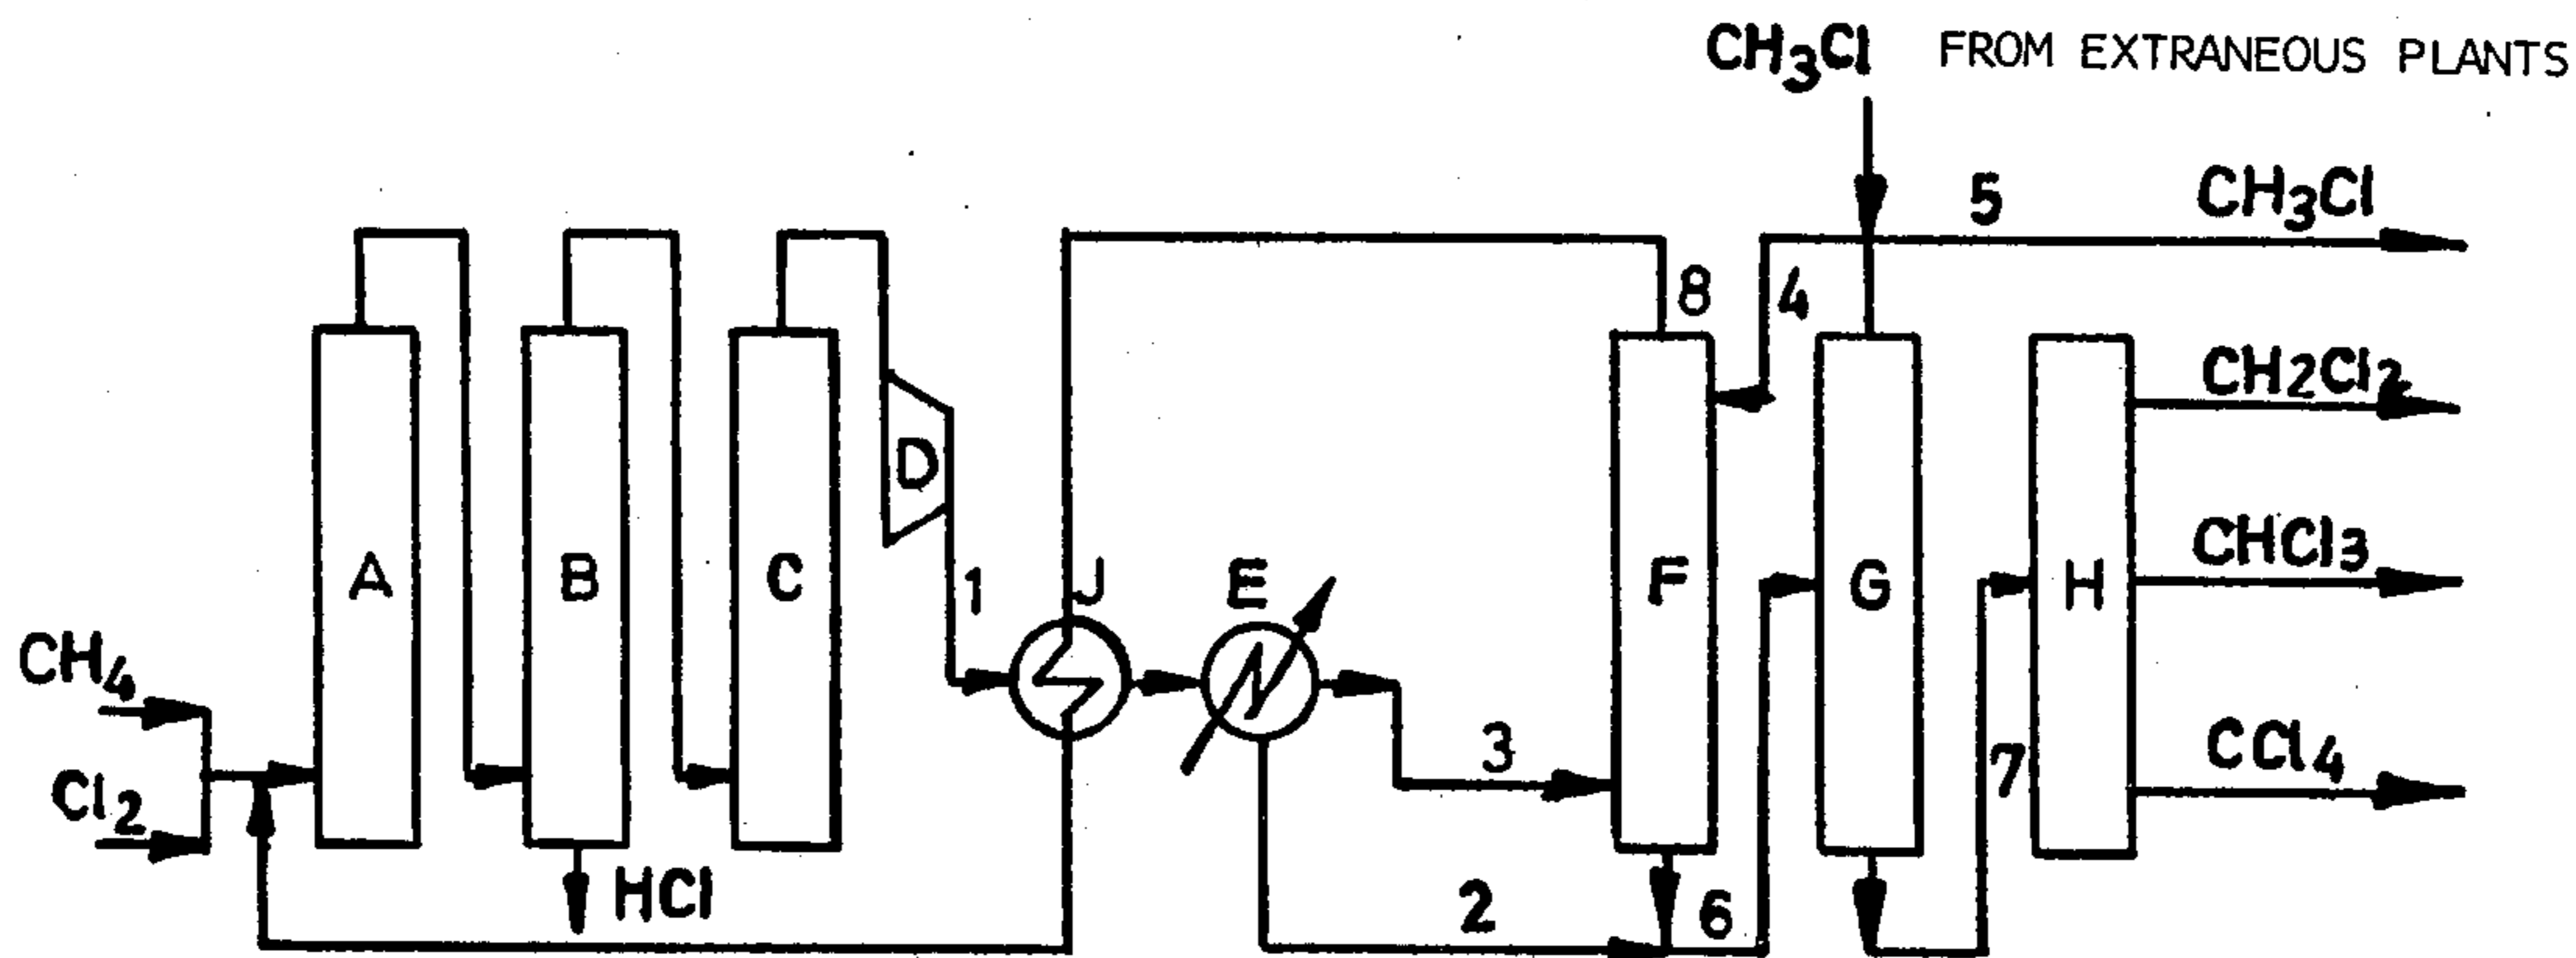 CH₃Cl FROM EXTRANEOUS PLANTS
5
CH₃Cl
8
4
CH₂Cl₂
D
A
B
C
1
J
E
F
G
H
CHCl₃
CH₄
3
7
CCl₄
Cl₂
HCl
2
6